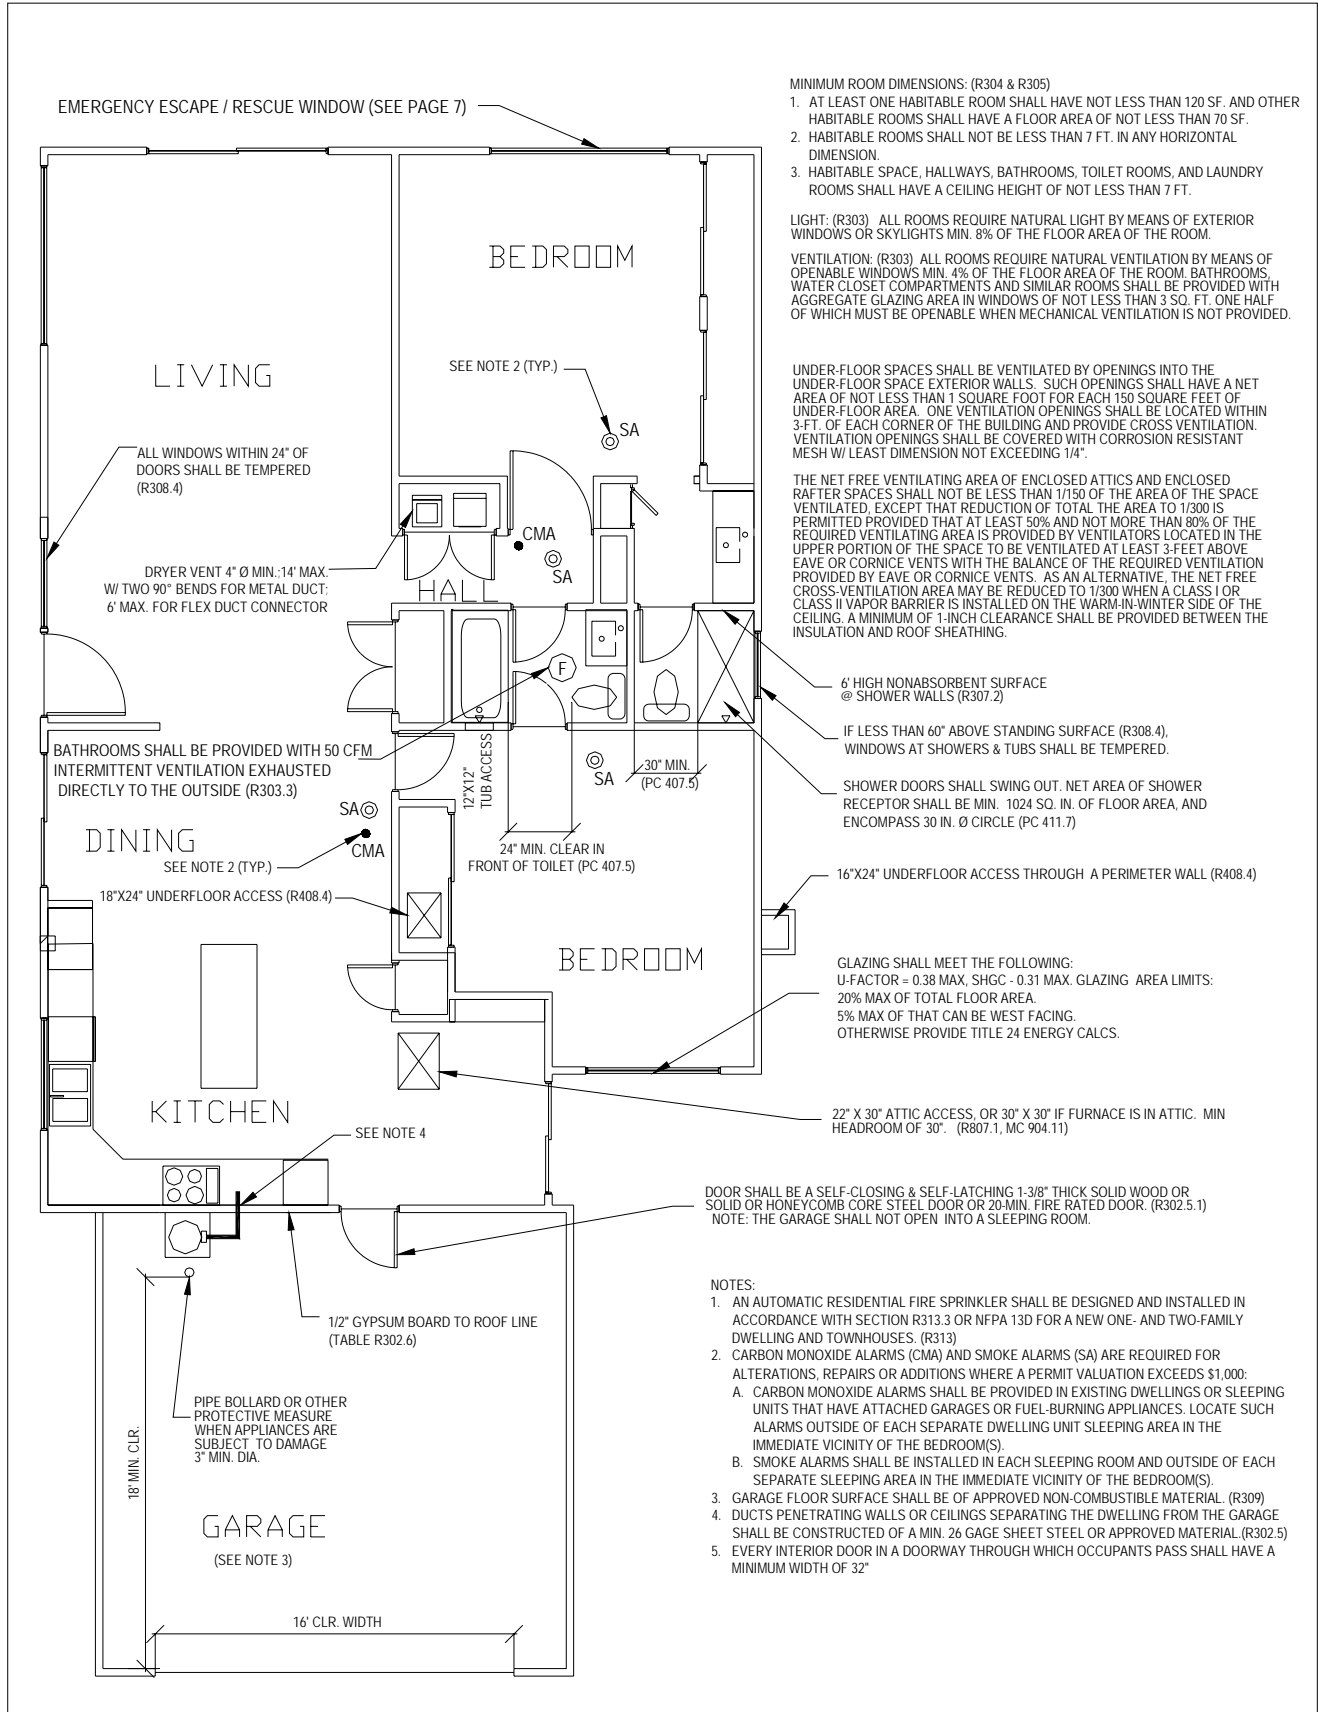 EMERGENCY ESCAPE / RESCUE WINDOW (SEE PAGE 7)
MINIMUM ROOM DIMENSIONS: (R304 & R305)
1. AT LEAST ONE HABITABLE ROOM SHALL HAVE NOT LESS THAN 120 SF. AND OTHER
HABITABLE ROOMS SHALL HAVE A FLOOR AREA OF NOT LESS THAN 70 SF.
2. HABITABLE ROOMS SHALL NOT BE LESS THAN 7 FT. IN ANY HORIZONTAL
DIMENSION.
3. HABITABLE SPACE, HALLWAYS, BATHROOMS, TOILET ROOMS, AND LAUNDRY
ROOMS SHALL HAVE A CEILING HEIGHT OF NOT LESS THAN 7 FT.
LIGHT: (R303) ALL ROOMS REQUIRE NATURAL LIGHT BY MEANS OF EXTERIOR
WINDOWS OR SKYLIGHTS MIN. 8% OF THE FLOOR AREA OF THE ROOM.
VENTILATION: (R303) ALL ROOMS REQUIRE NATURAL VENTILATION BY MEANS OF
OPENABLE WINDOWS MIN. 4% OF THE FLOOR AREA OF THE ROOM. BATHROOMS,
WATER CLOSET COMPARTMENTS AND SIMILAR ROOMS SHALL BE PROVIDED WITH
AGGREGATE GLAZING AREA IN WINDOWS OF NOT LESS THAN 3 SQ. FT. ONE HALF
OF WHICH MUST BE OPENABLE WHEN MECHANICAL VENTILATION IS NOT PROVIDED.
UNDER-FLOOR SPACES SHALL BE VENTILATED BY OPENINGS INTO THE
UNDER-FLOOR SPACE EXTERIOR WALLS. SUCH OPENINGS SHALL HAVE A NET
AREA OF NOT LESS THAN 1 SQUARE FOOT FOR EACH 150 SQUARE FEET OF
UNDER-FLOOR AREA. ONE VENTILATION OPENINGS SHALL BE LOCATED WITHIN
3-FT. OF EACH CORNER OF THE BUILDING AND PROVIDE CROSS VENTILATION.
VENTILATION OPENINGS SHALL BE COVERED WITH CORROSION RESISTANT
MESH W/ LEAST DIMENSION NOT EXCEEDING 1/4".
THE NET FREE VENTILATING AREA OF ENCLOSED ATTICS AND ENCLOSED
RAFTER SPACES SHALL NOT BE LESS THAN 1/150 OF THE AREA OF THE SPACE
VENTILATED, EXCEPT THAT REDUCTION OF TOTAL THE AREA TO 1/300 IS
PERMITTED PROVIDED THAT AT LEAST 50% AND NOT MORE THAN 80% OF THE
REQUIRED VENTILATING AREA IS PROVIDED BY VENTILATORS LOCATED IN THE
UPPER PORTION OF THE SPACE TO BE VENTILATED AT LEAST 3-FEET ABOVE
EAVE OR CORNICE VENTS WITH THE BALANCE OF THE REQUIRED VENTILATION
PROVIDED BY EAVE OR CORNICE VENTS. AS AN ALTERNATIVE, THE NET FREE
CROSS-VENTILATION AREA MAY BE REDUCED TO 1/300 WHEN A CLASS I OR
CLASS II VAPOR BARRIER IS INSTALLED ON THE WARM-IN-WINTER SIDE OF THE
CEILING. A MINIMUM OF 1-INCH CLEARANCE SHALL BE PROVIDED BETWEEN THE
INSULATION AND ROOF SHEATHING.
BEDROOM
LIVING
SEE NOTE 2 (TYP.)
SA
ALL WINDOWS WITHIN 24" OF
DOORS SHALL BE TEMPERED
(R308.4)
CMA
SA
DRYER VENT 4" Ø MIN.;14' MAX.
W/ TWO 90° BENDS FOR METAL DUCT;
6' MAX. FOR FLEX DUCT CONNECTOR
HALL
F
6' HIGH NONABSORBENT SURFACE
@ SHOWER WALLS (R307.2)
IF LESS THAN 60" ABOVE STANDING SURFACE (R308.4),
WINDOWS AT SHOWERS & TUBS SHALL BE TEMPERED.
BATHROOMS SHALL BE PROVIDED WITH 50 CFM
INTERMITTENT VENTILATION EXHAUSTED
DIRECTLY TO THE OUTSIDE (R303.3)
12"X12"
TUB ACCESS
SA
30" MIN.
(PC 407.5)
SHOWER DOORS SHALL SWING OUT. NET AREA OF SHOWER
RECEPTOR SHALL BE MIN. 1024 SQ. IN. OF FLOOR AREA, AND
ENCOMPASS 30 IN. Ø CIRCLE (PC 411.7)
SA
DINING
CMA
SEE NOTE 2 (TYP.)
24" MIN. CLEAR IN
FRONT OF TOILET (PC 407.5)
18"X24" UNDERFLOOR ACCESS (R408.4)
16"X24" UNDERFLOOR ACCESS THROUGH A PERIMETER WALL (R408.4)
BEDROOM
GLAZING SHALL MEET THE FOLLOWING:
U-FACTOR = 0.38 MAX, SHGC - 0.31 MAX. GLAZING AREA LIMITS:
20% MAX OF TOTAL FLOOR AREA.
5% MAX OF THAT CAN BE WEST FACING.
OTHERWISE PROVIDE TITLE 24 ENERGY CALCS.
KITCHEN
22" X 30" ATTIC ACCESS, OR 30" X 30" IF FURNACE IS IN ATTIC. MIN
HEADROOM OF 30". (R807.1, MC 904.11)
SEE NOTE 4
DOOR SHALL BE A SELF-CLOSING & SELF-LATCHING 1-3/8" THICK SOLID WOOD OR
SOLID OR HONEYCOMB CORE STEEL DOOR OR 20-MIN. FIRE RATED DOOR. (R302.5.1)
NOTE: THE GARAGE SHALL NOT OPEN INTO A SLEEPING ROOM.
1/2" GYPSUM BOARD TO ROOF LINE
(TABLE R302.6)
PIPE BOLLARD OR OTHER
PROTECTIVE MEASURE
WHEN APPLIANCES ARE
SUBJECT TO DAMAGE
3" MIN. DIA.
18' MIN. CLR.
GARAGE
(SEE NOTE 3)
16' CLR. WIDTH
NOTES:
1. AN AUTOMATIC RESIDENTIAL FIRE SPRINKLER SHALL BE DESIGNED AND INSTALLED IN
ACCORDANCE WITH SECTION R313.3 OR NFPA 13D FOR A NEW ONE- AND TWO-FAMILY
DWELLING AND TOWNHOUSES. (R313)
2. CARBON MONOXIDE ALARMS (CMA) AND SMOKE ALARMS (SA) ARE REQUIRED FOR
ALTERATIONS, REPAIRS OR ADDITIONS WHERE A PERMIT VALUATION EXCEEDS $1,000:
A. CARBON MONOXIDE ALARMS SHALL BE PROVIDED IN EXISTING DWELLINGS OR SLEEPING
UNITS THAT HAVE ATTACHED GARAGES OR FUEL-BURNING APPLIANCES. LOCATE SUCH
ALARMS OUTSIDE OF EACH SEPARATE DWELLING UNIT SLEEPING AREA IN THE
IMMEDIATE VICINITY OF THE BEDROOM(S).
B. SMOKE ALARMS SHALL BE INSTALLED IN EACH SLEEPING ROOM AND OUTSIDE OF EACH
SEPARATE SLEEPING AREA IN THE IMMEDIATE VICINITY OF THE BEDROOM(S).
3. GARAGE FLOOR SURFACE SHALL BE OF APPROVED NON-COMBUSTIBLE MATERIAL. (R309)
4. DUCTS PENETRATING WALLS OR CEILINGS SEPARATING THE DWELLING FROM THE GARAGE
SHALL BE CONSTRUCTED OF A MIN. 26 GAGE SHEET STEEL OR APPROVED MATERIAL.(R302.5)
5. EVERY INTERIOR DOOR IN A DOORWAY THROUGH WHICH OCCUPANTS PASS SHALL HAVE A
MINIMUM WIDTH OF 32"